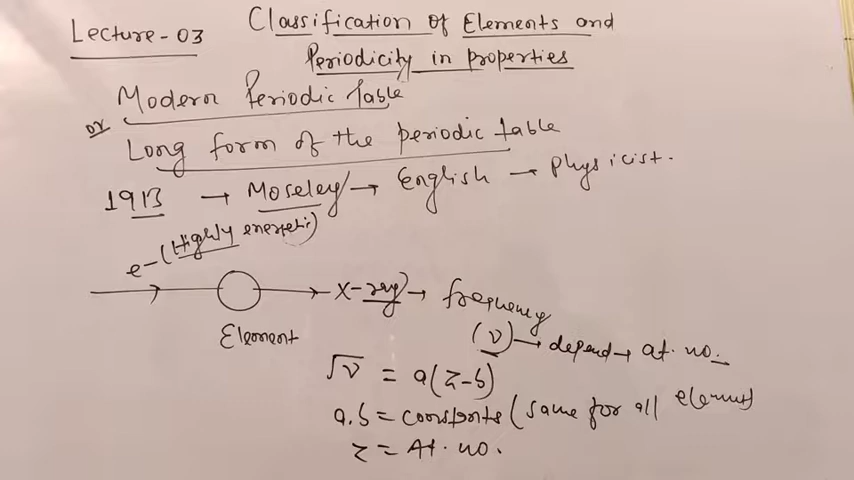 Lecture-03 Classification of Elements and
Periodicity in properties
Modern Periodic Table
or
Long form of the periodic table
1913 → Moseley → English → Physicist.
e- (Highly energetic)
→ X-ray → frequency
Element
(ν) → depend → at. no.
√ν = a(z-b)
a,b = constants (same for all element)
z = At. no.